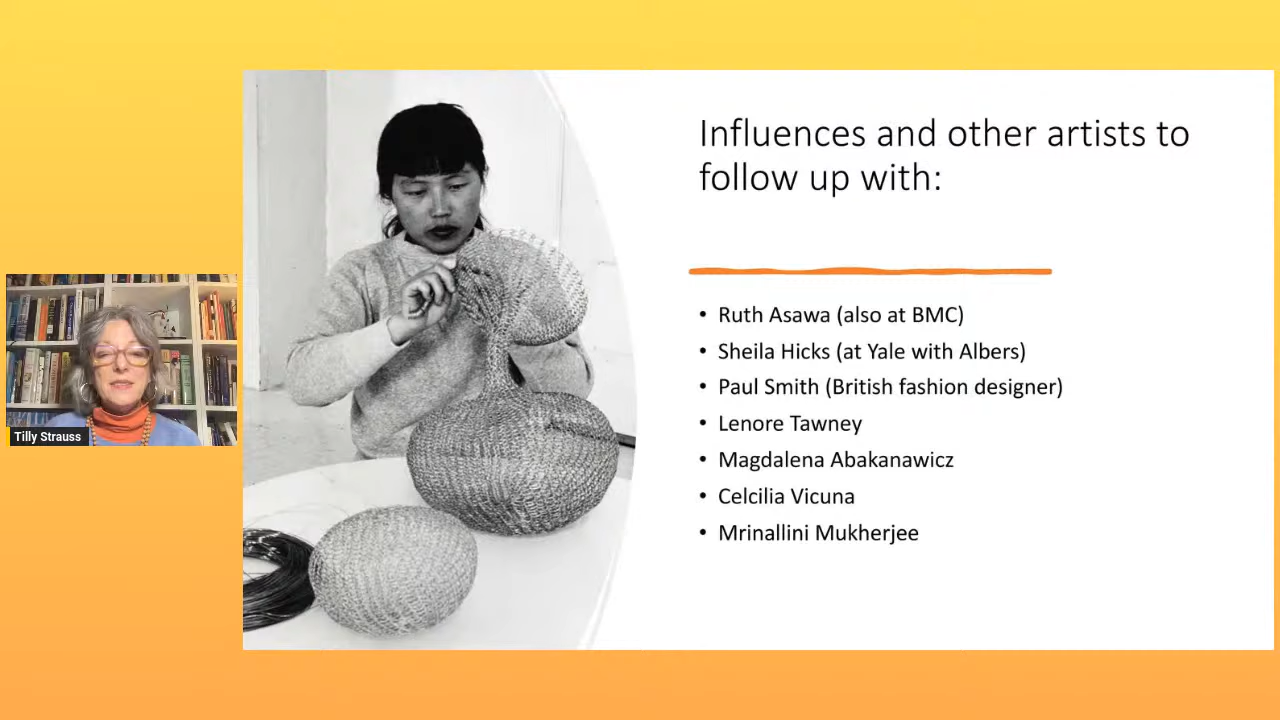 Influences and other artists to
follow up with:
• Ruth Asawa (also at BMC)
• Sheila Hicks (at Yale with Albers)
• Paul Smith (British fashion designer)
• Lenore Tawney
• Magdalena Abakanawicz
• Celcilia Vicuna
• Mrinallini Mukherjee
Tilly Strauss